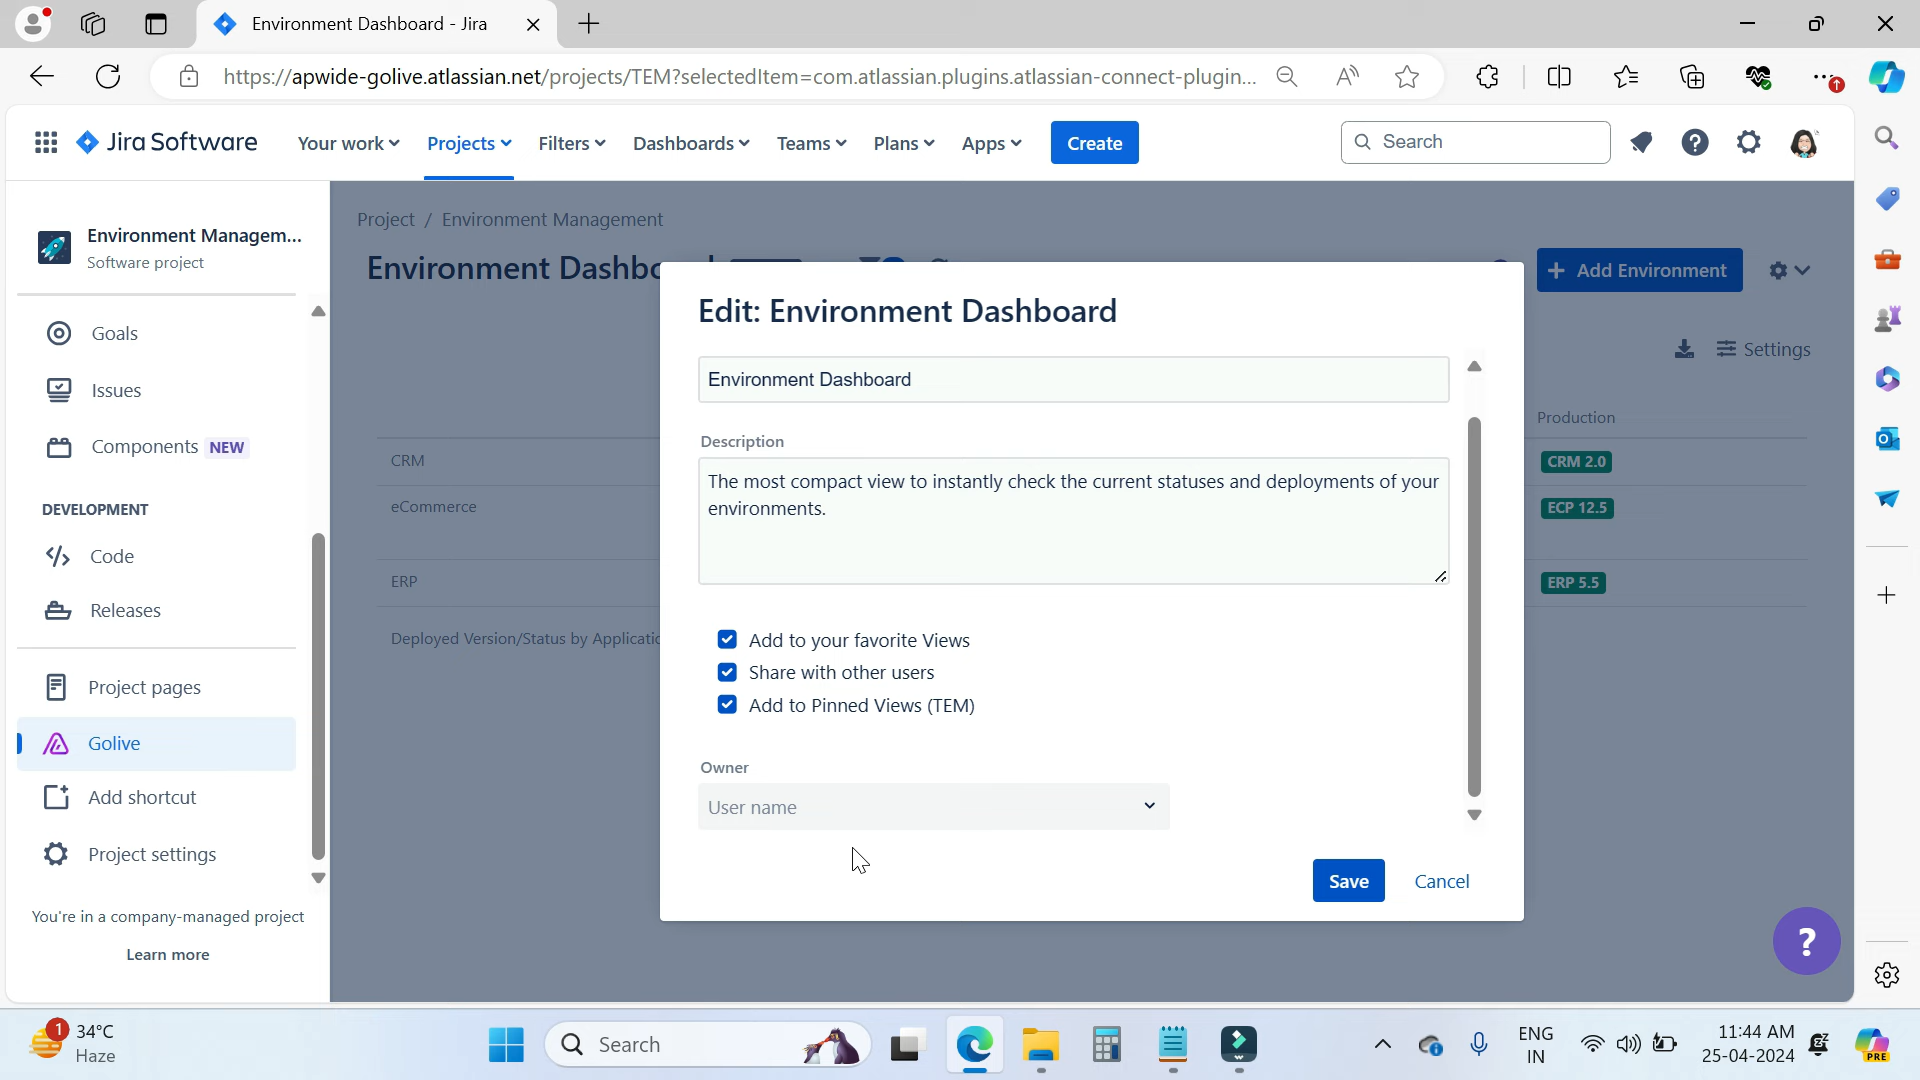 Environment Dashboard - Jira
https://apwide-golive.atlassian.net/projects/TEM?selectedItem=com.atlassian.plugins.atlassian-connect-plugin...
Jira Software
Your work
Projects
Filters
Dashboards
Teams
Plans
Apps
Create
Search
Environment Managem...
Software project
Goals
Issues
Components NEW
DEVELOPMENT
Code
Releases
Project pages
Golive
Add shortcut
Project settings
You're in a company-managed project
Learn more
Project / Environment Management
Environment Dashbo
+ Add Environment
Settings
Production
CRM
CRM 2.0
eCommerce
ECP 12.5
ERP
ERP 5.5
Deployed Version/Status by Applicatio
Edit: Environment Dashboard
Environment Dashboard
Description
The most compact view to instantly check the current statuses and deployments of your
environments.
Add to your favorite Views
Share with other users
Add to Pinned Views (TEM)
Owner
User name
Save
Cancel
?
1
34°C
Haze
Search
ENG
IN
11:44 AM
25-04-2024
PRE